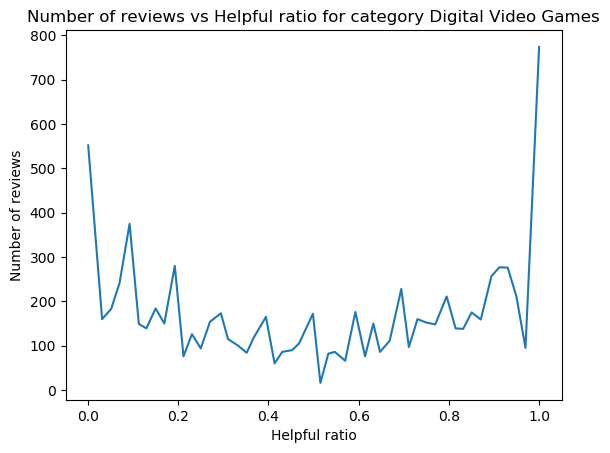 Number of reviews vs Helpful ratio for category Digital Video Games
800
700
600
500
400
300
200
100
0
Number of reviews
0.0 0.2 0.4 0.6 0.8 1.0
Helpful ratio